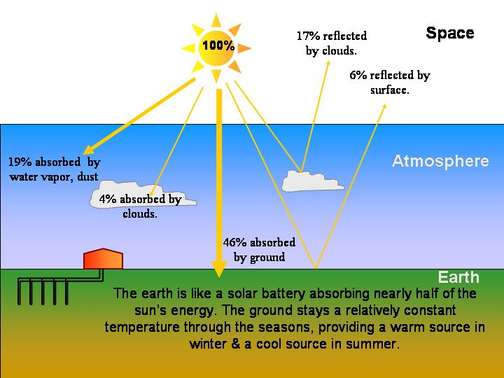 Space
100%
17% reflected
by clouds.
6% reflected by
surface.
19% absorbed by
water vapor, dust
Atmosphere
4% absorbed by
clouds.
46% absorbed
by ground
Earth
The earth is like a solar battery absorbing nearly half of the
sun's energy. The ground stays a relatively constant
temperature through the seasons, providing a warm source in
winter & a cool source in summer.